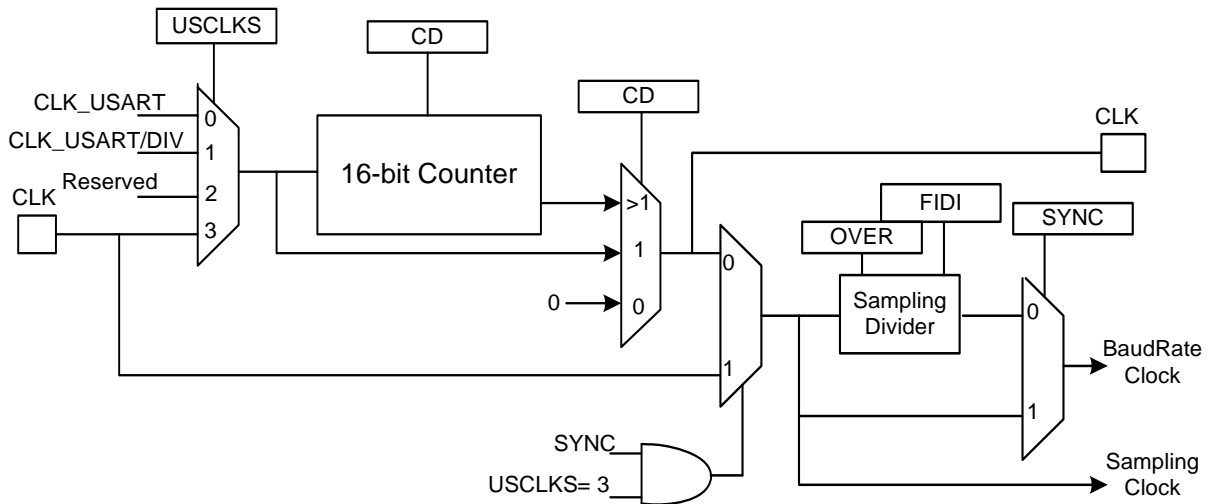 USCLKS
CD
CLK_USART
CLK_USART/DIV
Reserved
CLK
0
1
2
3
16-bit Counter
CD
>1
1
0
0
CLK
0
1
FIDI
OVER
SYNC
Sampling
Divider
0
1
BaudRate
Clock
Sampling
Clock
SYNC
USCLKS= 3